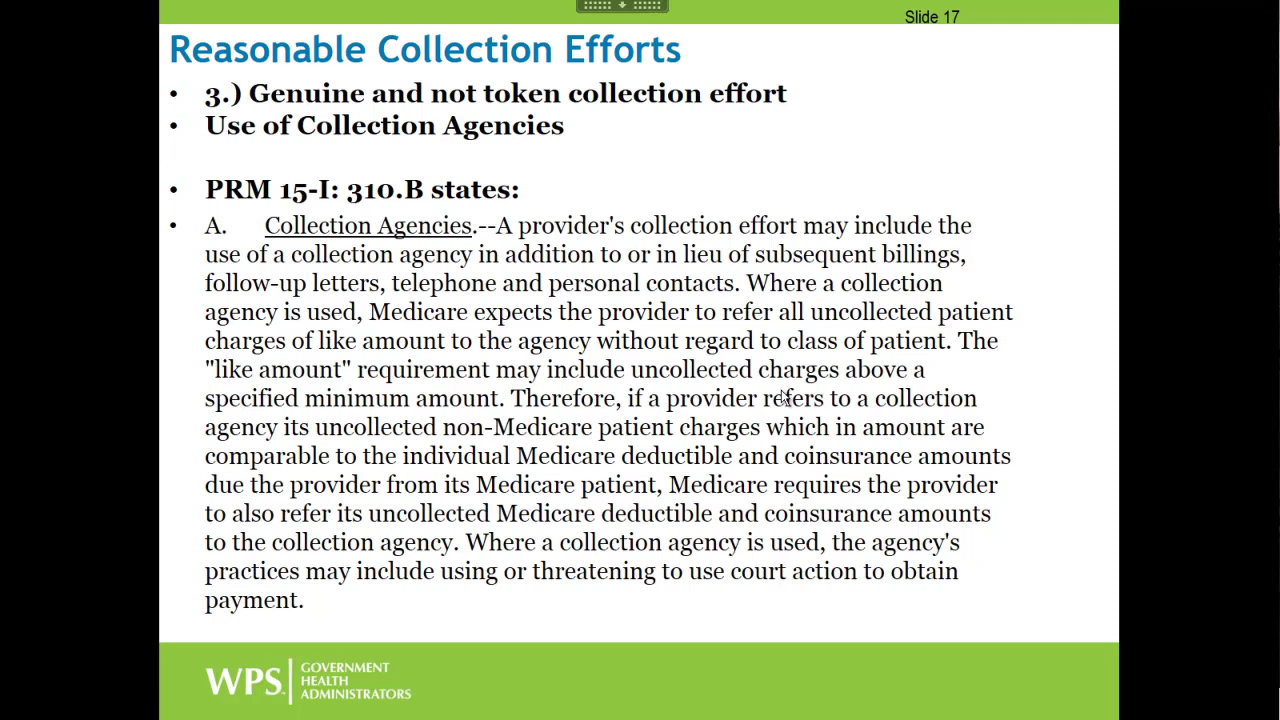 Slide 17
Reasonable Collection Efforts
• 3.) Genuine and not token collection effort
• Use of Collection Agencies
• PRM 15-I: 310.B states:
• A. Collection Agencies.--A provider's collection effort may include the
use of a collection agency in addition to or in lieu of subsequent billings,
follow-up letters, telephone and personal contacts. Where a collection
agency is used, Medicare expects the provider to refer all uncollected patient
charges of like amount to the agency without regard to class of patient. The
"like amount" requirement may include uncollected charges above a
specified minimum amount. Therefore, if a provider refers to a collection
agency its uncollected non-Medicare patient charges which in amount are
comparable to the individual Medicare deductible and coinsurance amounts
due the provider from its Medicare patient, Medicare requires the provider
to also refer its uncollected Medicare deductible and coinsurance amounts
to the collection agency. Where a collection agency is used, the agency's
practices may include using or threatening to use court action to obtain
payment.
WPS
GOVERNMENT
HEALTH
ADMINISTRATORS